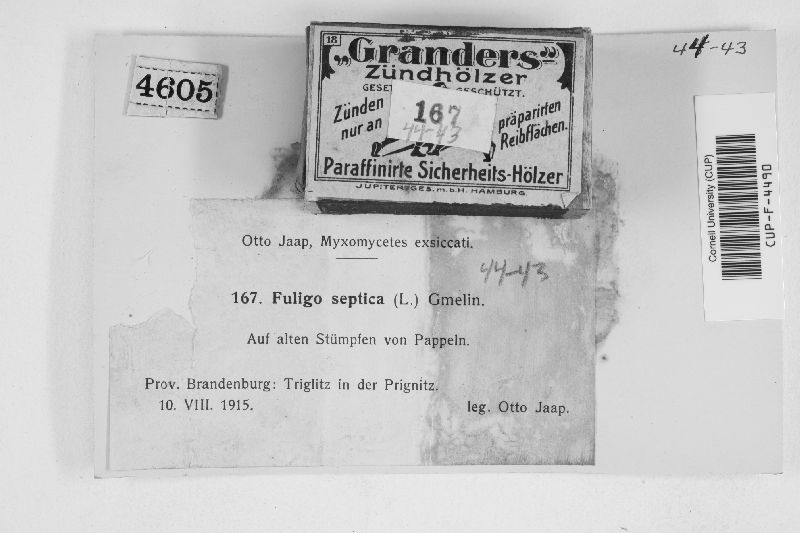 4605
44-43
18
„Granders"
Zündhölzer
GESE GESCHÜTZT.
Zünden
nur an
167
44-43
präparirten
Reibflächen.
Paraffinirte Sicherheits-Hölzer
JUPITER GES. m. b. H. HAMBURG.
Cornell University (CUP)
CUP-F-4490
Otto Jaap, Myxomycetes exsiccati.
44-43
167. Fuligo septica (L.) Gmelin.
Auf alten Stümpfen von Pappeln.
Prov. Brandenburg: Triglitz in der Prignitz.
10. VIII. 1915. leg. Otto Jaap.